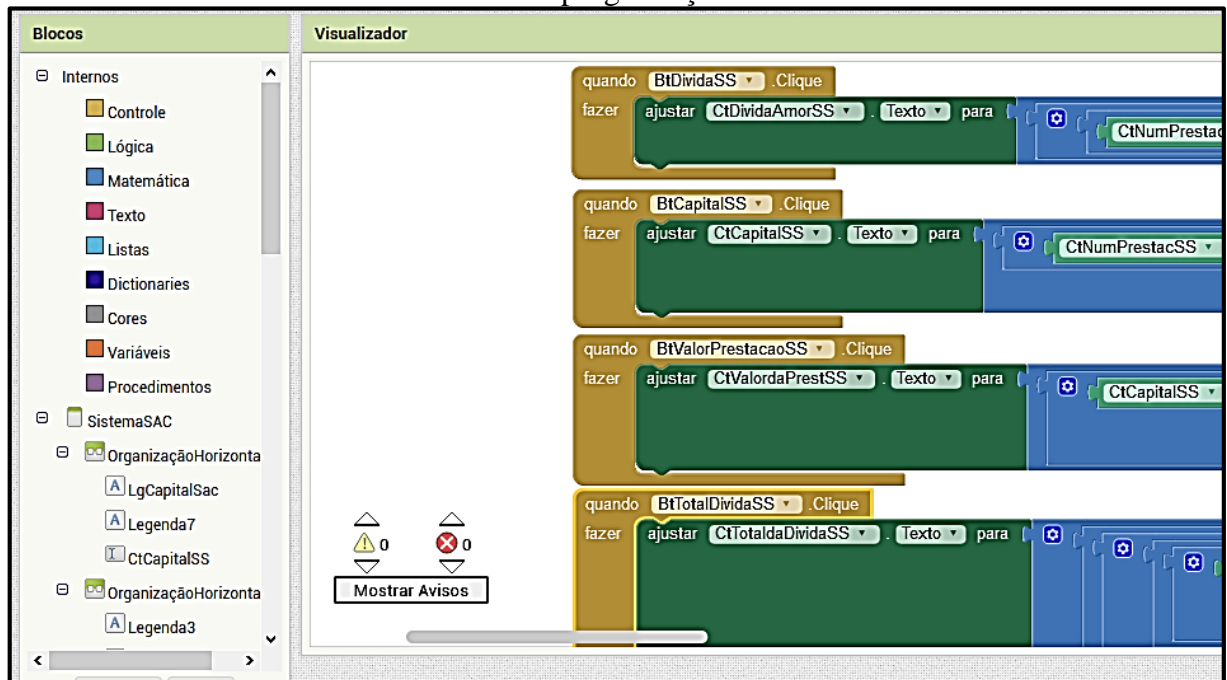 Blocos
Visualizador
Internos
Controle
Lógica
Matemática
Texto
Listas
Dictionaries
Cores
Variáveis
Procedimentos
SistemaSAC
OrganizaçãoHorizonta
LgCapitalSac
Legenda7
CtCapitalSS
OrganizaçãoHorizonta
Legenda3
quando BtDividaSS .Clique
fazer ajustar CtDividaAmorSS . Texto para CtNumPrestac
quando BtCapitalSS .Clique
fazer ajustar CtCapitalSS . Texto para CtNumPrestacSS
quando BtValorPrestacaoSS .Clique
fazer ajustar CtValordaPrestSS . Texto para CtCapitalSS
quando BtTotalDividaSS .Clique
fazer ajustar CtTotaldaDividaSS . Texto para
0 0
Mostrar Avisos